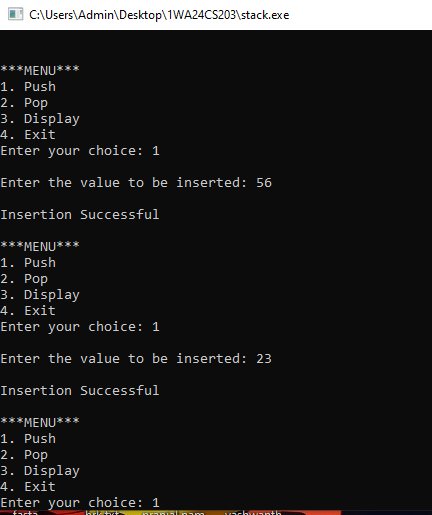 C:\Users\Admin\Desktop\1WA24CS203\stack.exe
***MENU***
1. Push
2. Pop
3. Display
4. Exit
Enter your choice: 1
Enter the value to be inserted: 56
Insertion Successful
***MENU***
1. Push
2. Pop
3. Display
4. Exit
Enter your choice: 1
Enter the value to be inserted: 23
Insertion Successful
***MENU***
1. Push
2. Pop
3. Display
4. Exit
Enter your choice: 1